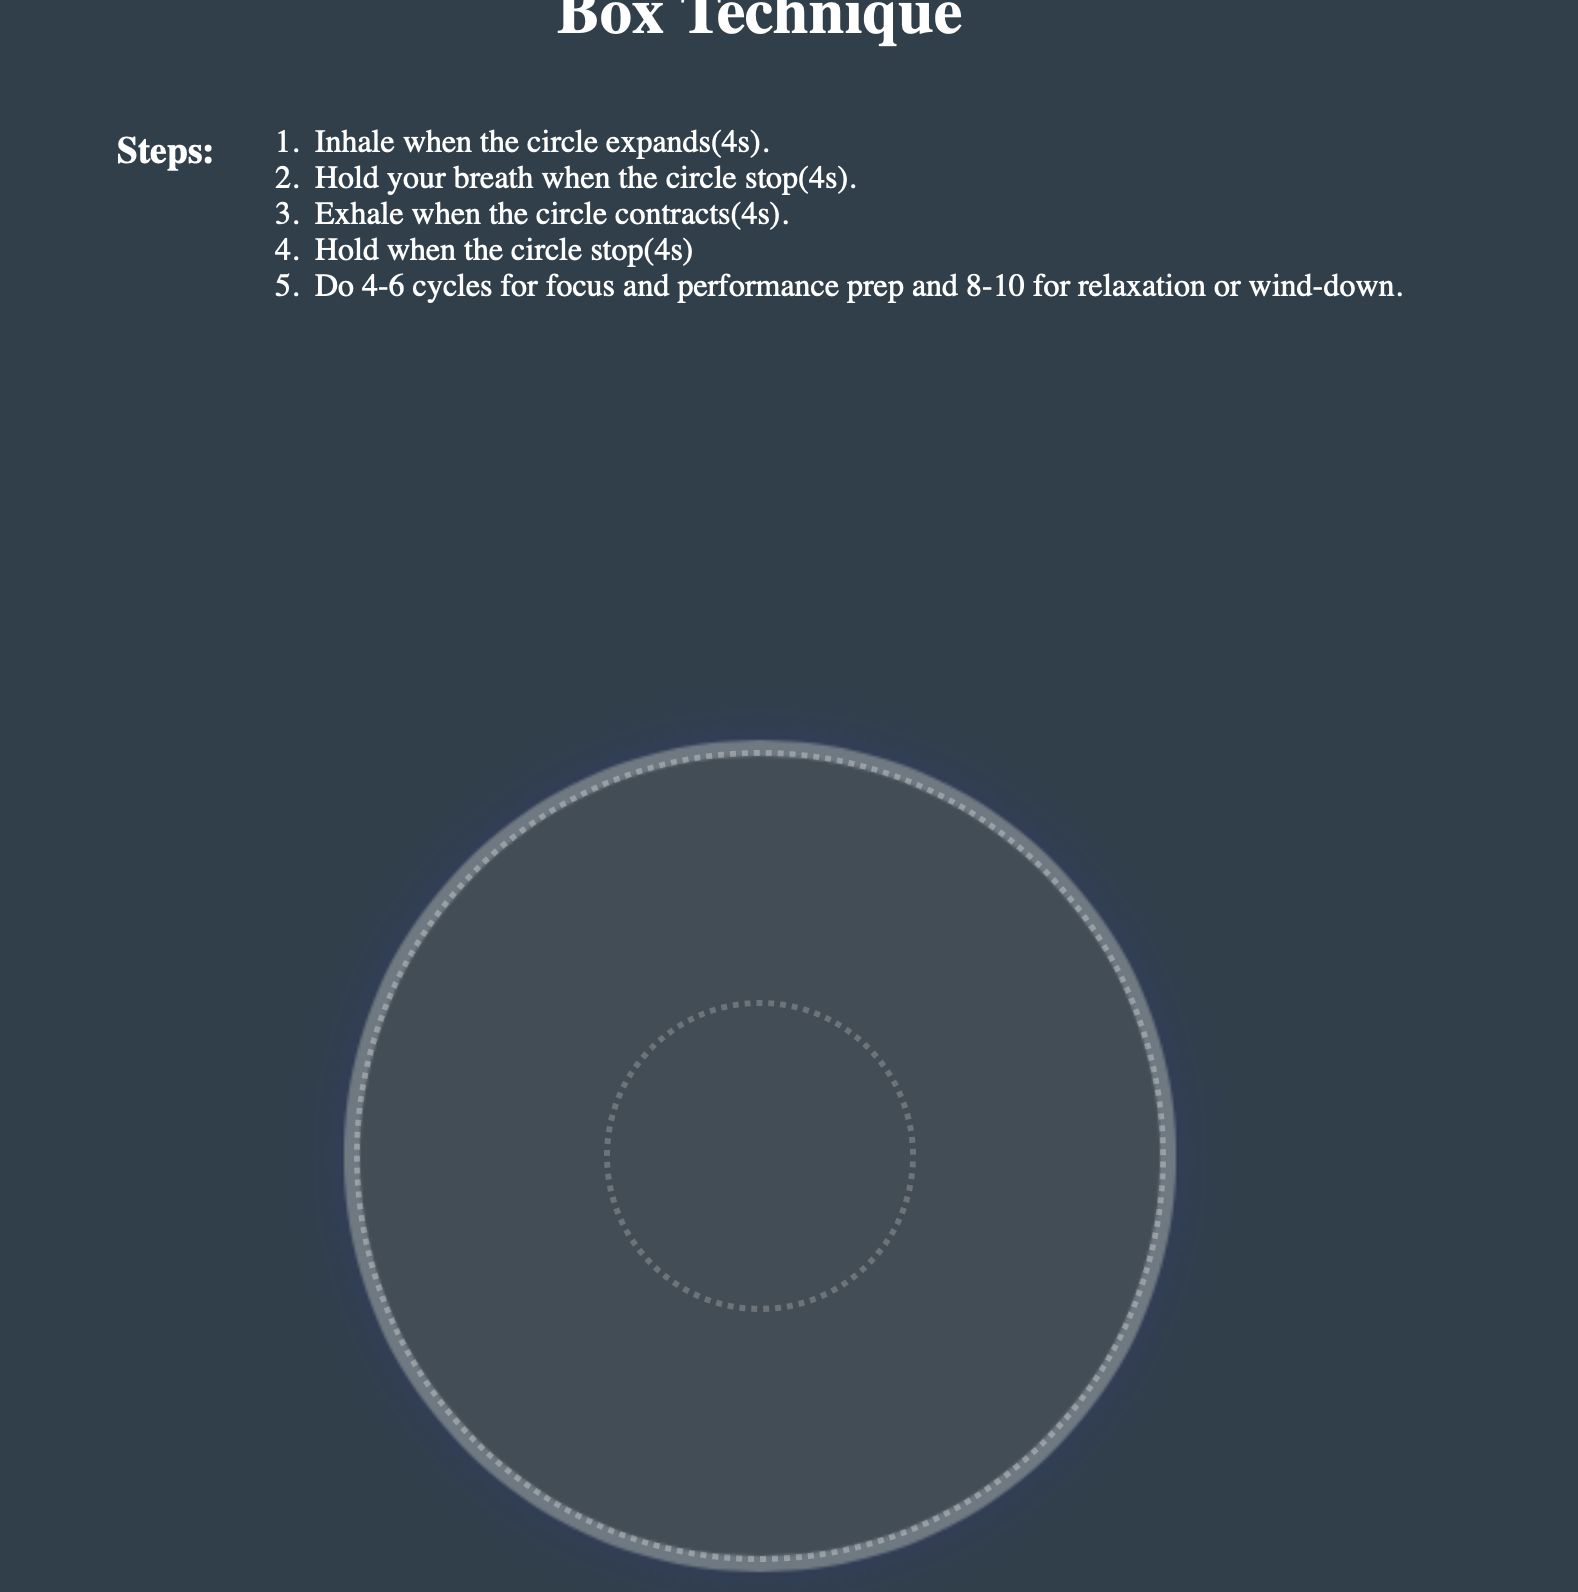 Box Technique
Steps:
1. Inhale when the circle expands(4s).
2. Hold your breath when the circle stop(4s).
3. Exhale when the circle contracts(4s).
4. Hold when the circle stop(4s)
5. Do 4-6 cycles for focus and performance prep and 8-10 for relaxation or wind-down.